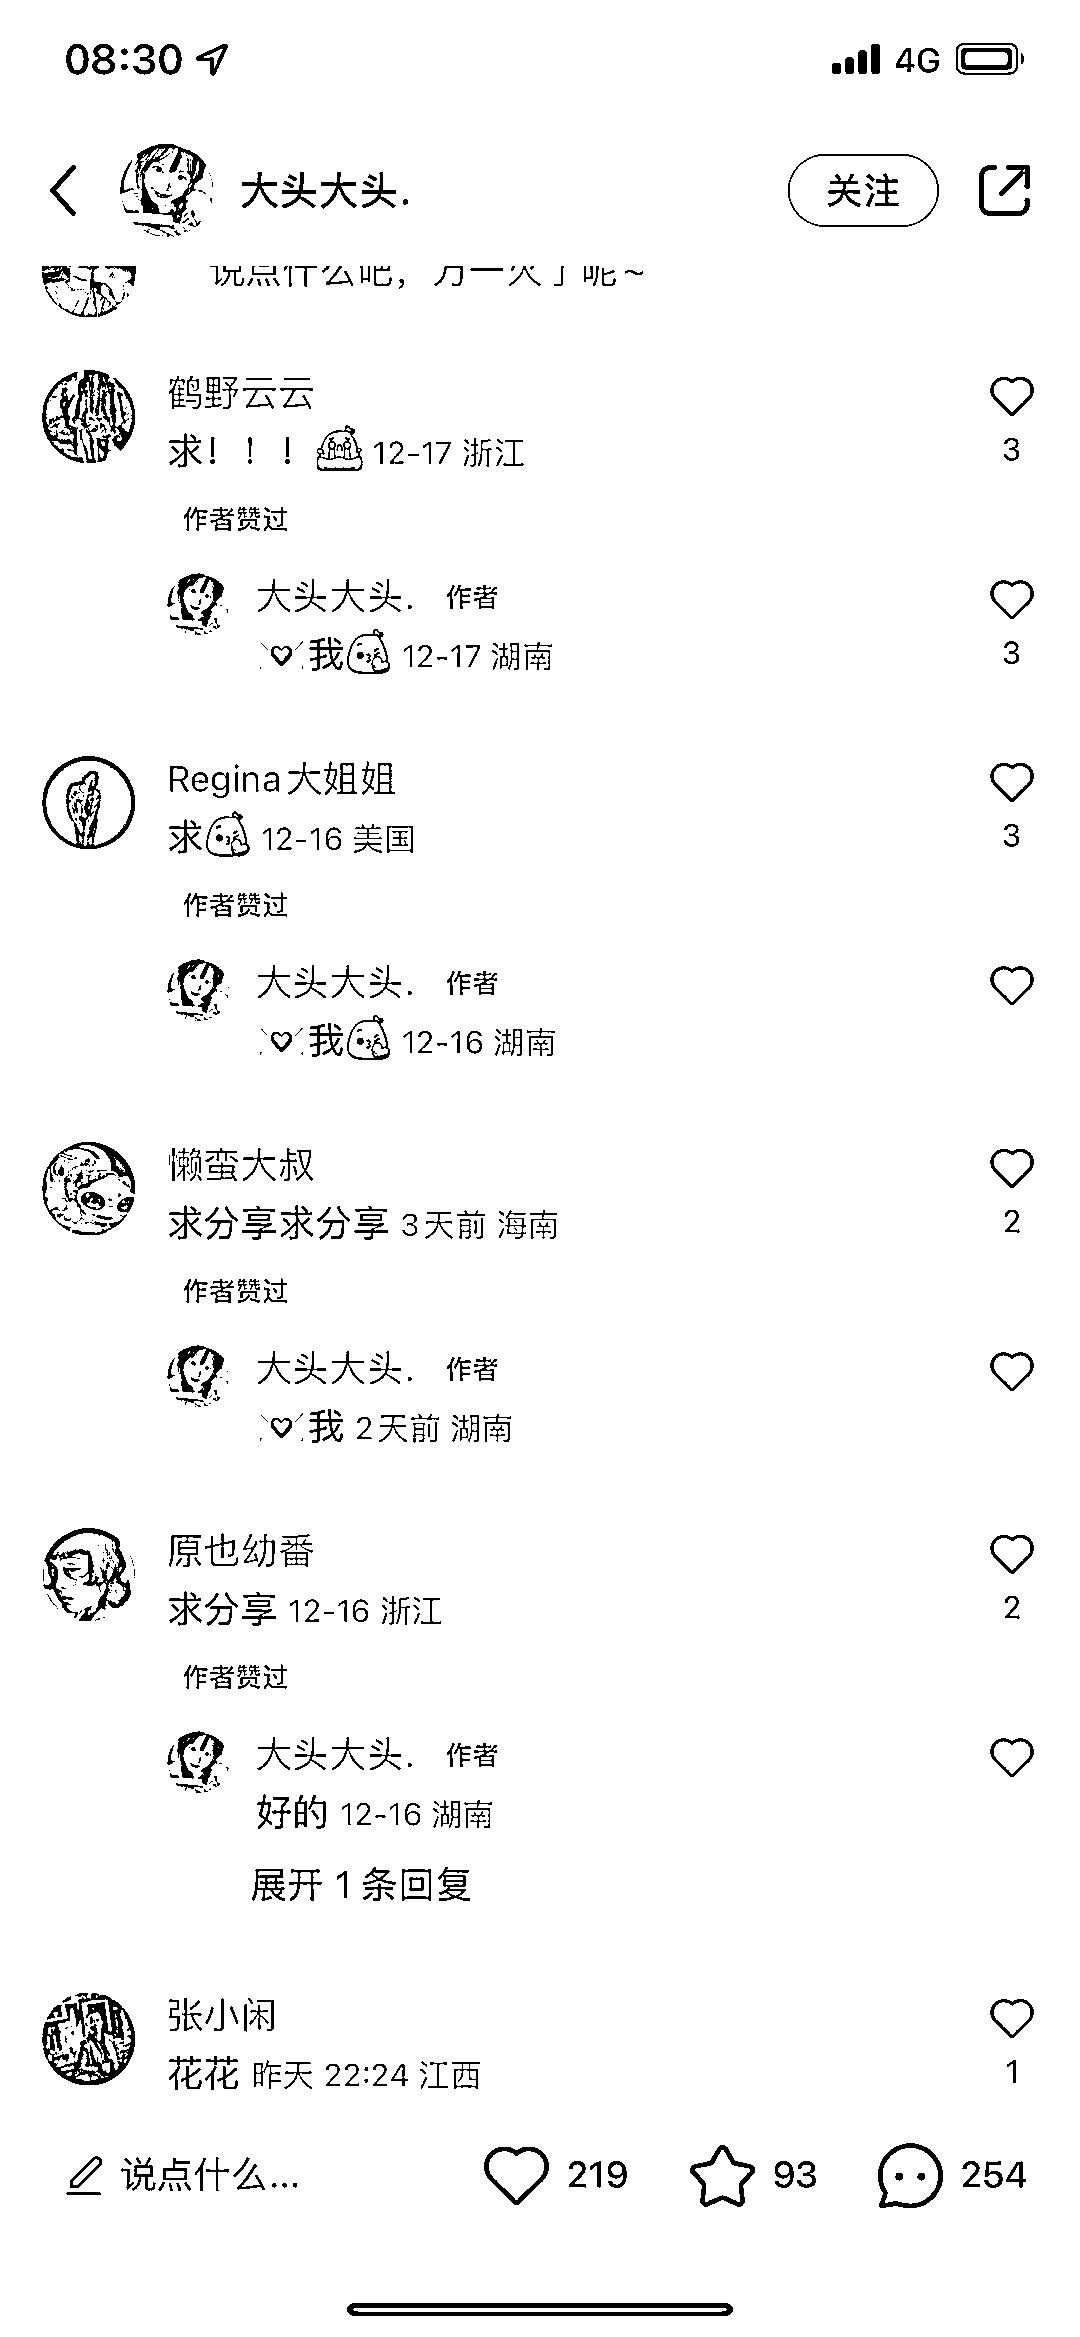 08:30
4G
大头大头.
关注
说点什么吧，万一火了呢~
鹤野云云
求！！！ 12-17 浙江
3
作者赞过
大头大头. 作者
我 12-17 湖南
3
Regina大姐姐
求 12-16 美国
3
作者赞过
大头大头. 作者
我 12-16 湖南
懒蛮大叔
求分享求分享 3天前 海南
2
作者赞过
大头大头. 作者
我 2天前 湖南
原也幼番
求分享 12-16 浙江
2
作者赞过
大头大头. 作者
好的 12-16 湖南
展开 1 条回复
张小闲
花花 昨天 22:24 江西
1
说点什么...
219
93
254